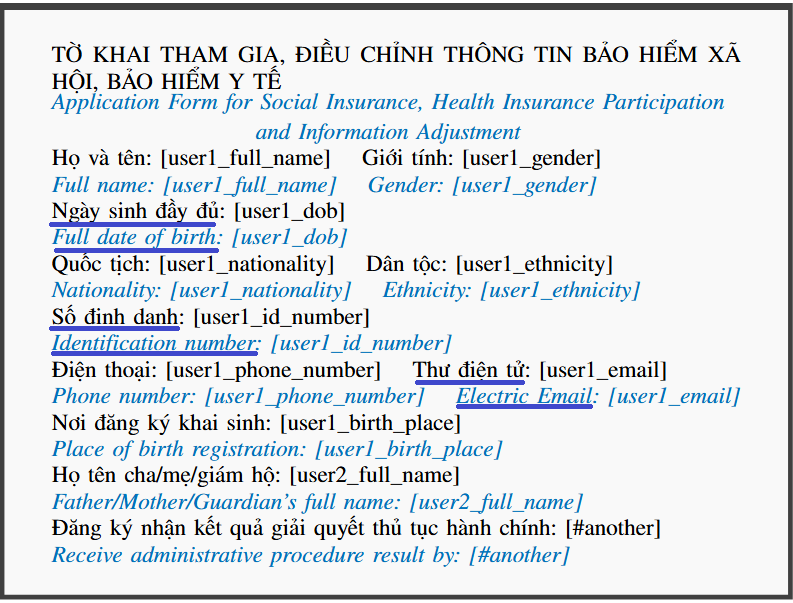 TỜ KHAI THAM GIA, ĐIỀU CHỈNH THÔNG TIN BẢO HIỂM XÃ
HỘI, BẢO HIỂM Y TẾ
Application Form for Social Insurance, Health Insurance Participation
and Information Adjustment
Họ và tên: [user1_full_name] Giới tính: [user1_gender]
Full name: [user1_full_name] Gender: [user1_gender]
Ngày sinh đầy đủ: [user1_dob]
Full date of birth: [user1_dob]
Quốc tịch: [user1_nationality] Dân tộc: [user1_ethnicity]
Nationality: [user1_nationality] Ethnicity: [user1_ethnicity]
Số đinh danh: [user1_id_number]
Identification number: [user1_id_number]
Điện thoại: [user1_phone_number] Thư điện tử: [user1_email]
Phone number: [user1_phone_number] Electric Email: [user1_email]
Nơi đăng ký khai sinh: [user1_birth_place]
Place of birth registration: [user1_birth_place]
Họ tên cha/mẹ/giám hộ: [user2_full_name]
Father/Mother/Guardian's full name: [user2_full_name]
Đăng ký nhận kết quả giải quyết thủ tục hành chính: [#another]
Receive administrative procedure result by: [#another]